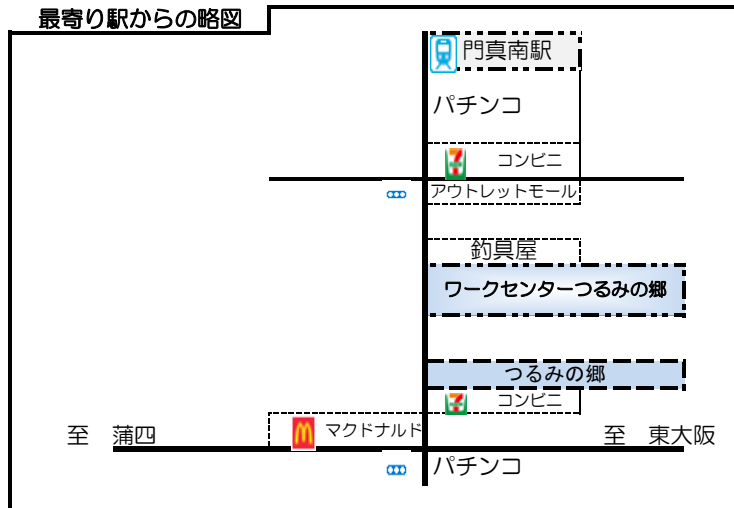 最寄り駅からの略図
門真南駅
パチンコ
コンビニ
アウトレットモール
釣具屋
ワークセンターつるみの郷
つるみの郷
コンビニ
マクドナルド
至 蒲四
至 東大阪
パチンコ